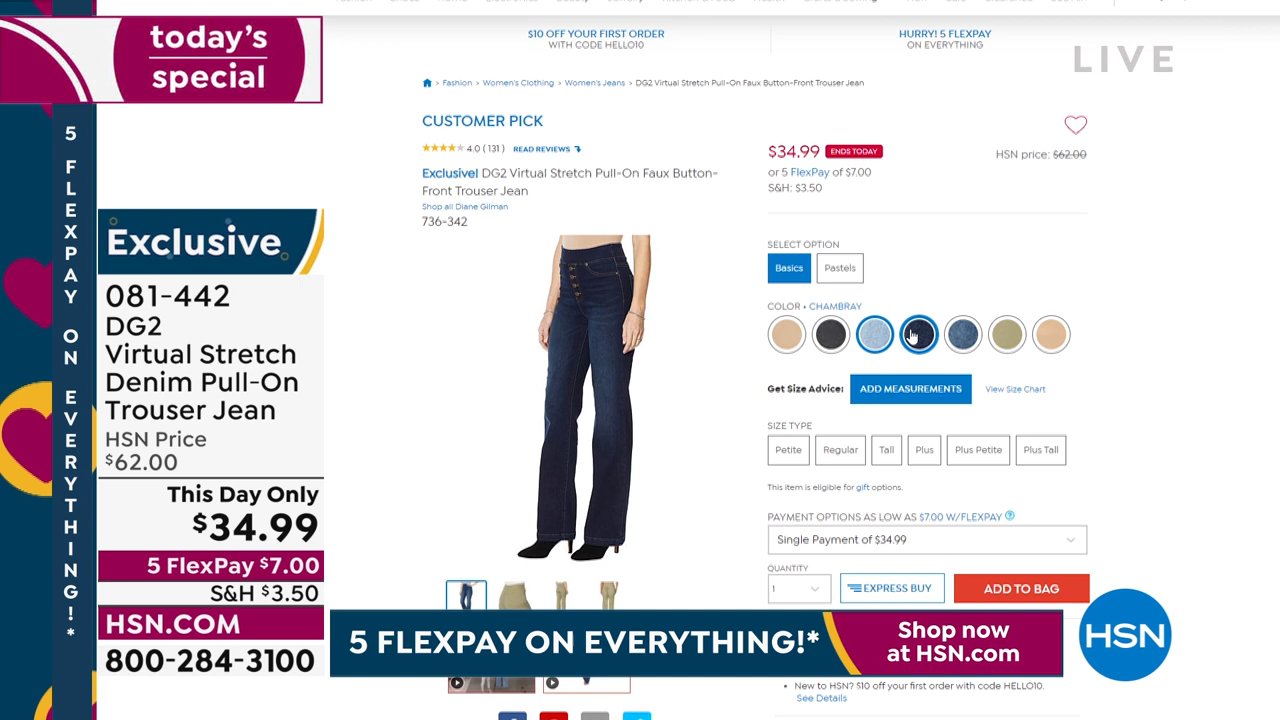 today's
special
5 FLEXPAY ON EVERYTHING!*
Exclusive
081-442
DG2
Virtual Stretch
Denim Pull-On
Trouser Jean
HSN Price
$62.00
This Day Only
$34.99
5 FlexPay $7.00
S&H $3.50
HSN.COM
800-284-3100
$10 OFF YOUR FIRST ORDER
WITH CODE HELLO10
HURRY! 5 FLEXPAY
ON EVERYTHING
LIVE
> Fashion > Women's Clothing > Women's Jeans > DG2 Virtual Stretch Pull-On Faux Button-Front Trouser Jean
CUSTOMER PICK
4.0 (131) READ REVIEWS
Exclusive! DG2 Virtual Stretch Pull-On Faux Button-
Front Trouser Jean
Shop all Diane Gilman
736-342
$34.99 ENDS TODAY
HSN price: $62.00
or 5 FlexPay of $7.00
S&H: $3.50
SELECT OPTION
Basics Pastels
COLOR • CHAMBRAY
Get Size Advice: ADD MEASUREMENTS View Size Chart
SIZE TYPE
Petite Regular Tall Plus Plus Petite Plus Tall
This item is eligible for gift options.
PAYMENT OPTIONS AS LOW AS $7.00 W/FLEXPAY ?
Single Payment of $34.99
QUANTITY
1 EXPRESS BUY ADD TO BAG
5 FLEXPAY ON EVERYTHING!*
Shop now
at HSN.com
HSN
• New to HSN? $10 off your first order with code HELLO10.
See Details